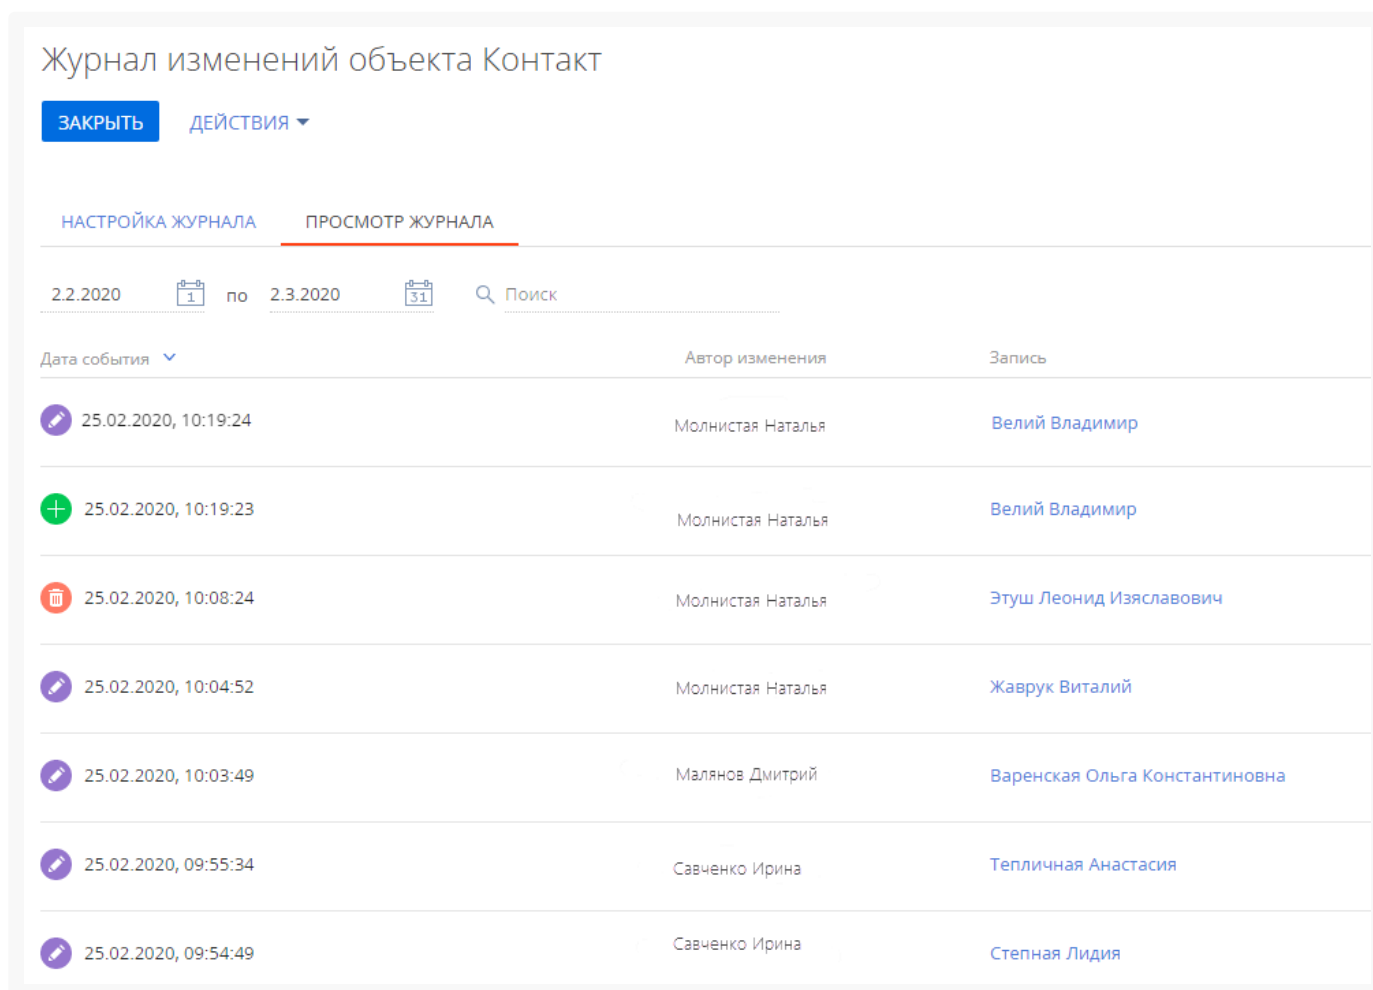 Журнал изменений объекта Контакт
ЗАКРЫТЬ ДЕЙСТВИЯ
НАСТРОЙКА ЖУРНАЛА ПРОСМОТР ЖУРНАЛА
2.2.2020 1 по 2.3.2020 31 Поиск
Дата события Автор изменения Запись
25.02.2020, 10:19:24 Молнистая Наталья Велий Владимир
25.02.2020, 10:19:23 Молнистая Наталья Велий Владимир
25.02.2020, 10:08:24 Молнистая Наталья Этуш Леонид Изяславович
25.02.2020, 10:04:52 Молнистая Наталья Жаврук Виталий
25.02.2020, 10:03:49 Малянов Дмитрий Варенская Ольга Константиновна
25.02.2020, 09:55:34 Савченко Ирина Тепличная Анастасия
25.02.2020, 09:54:49 Савченко Ирина Степная Лидия